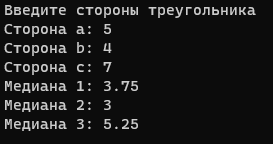 Введите стороны треугольника
Сторона a: 5
Сторона b: 4
Сторона c: 7
Медиана 1: 3.75
Медиана 2: 3
Медиана 3: 5.25